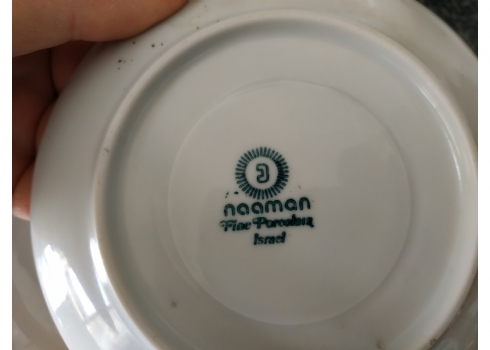 נ
naaman
Fine Porcelain
Israel